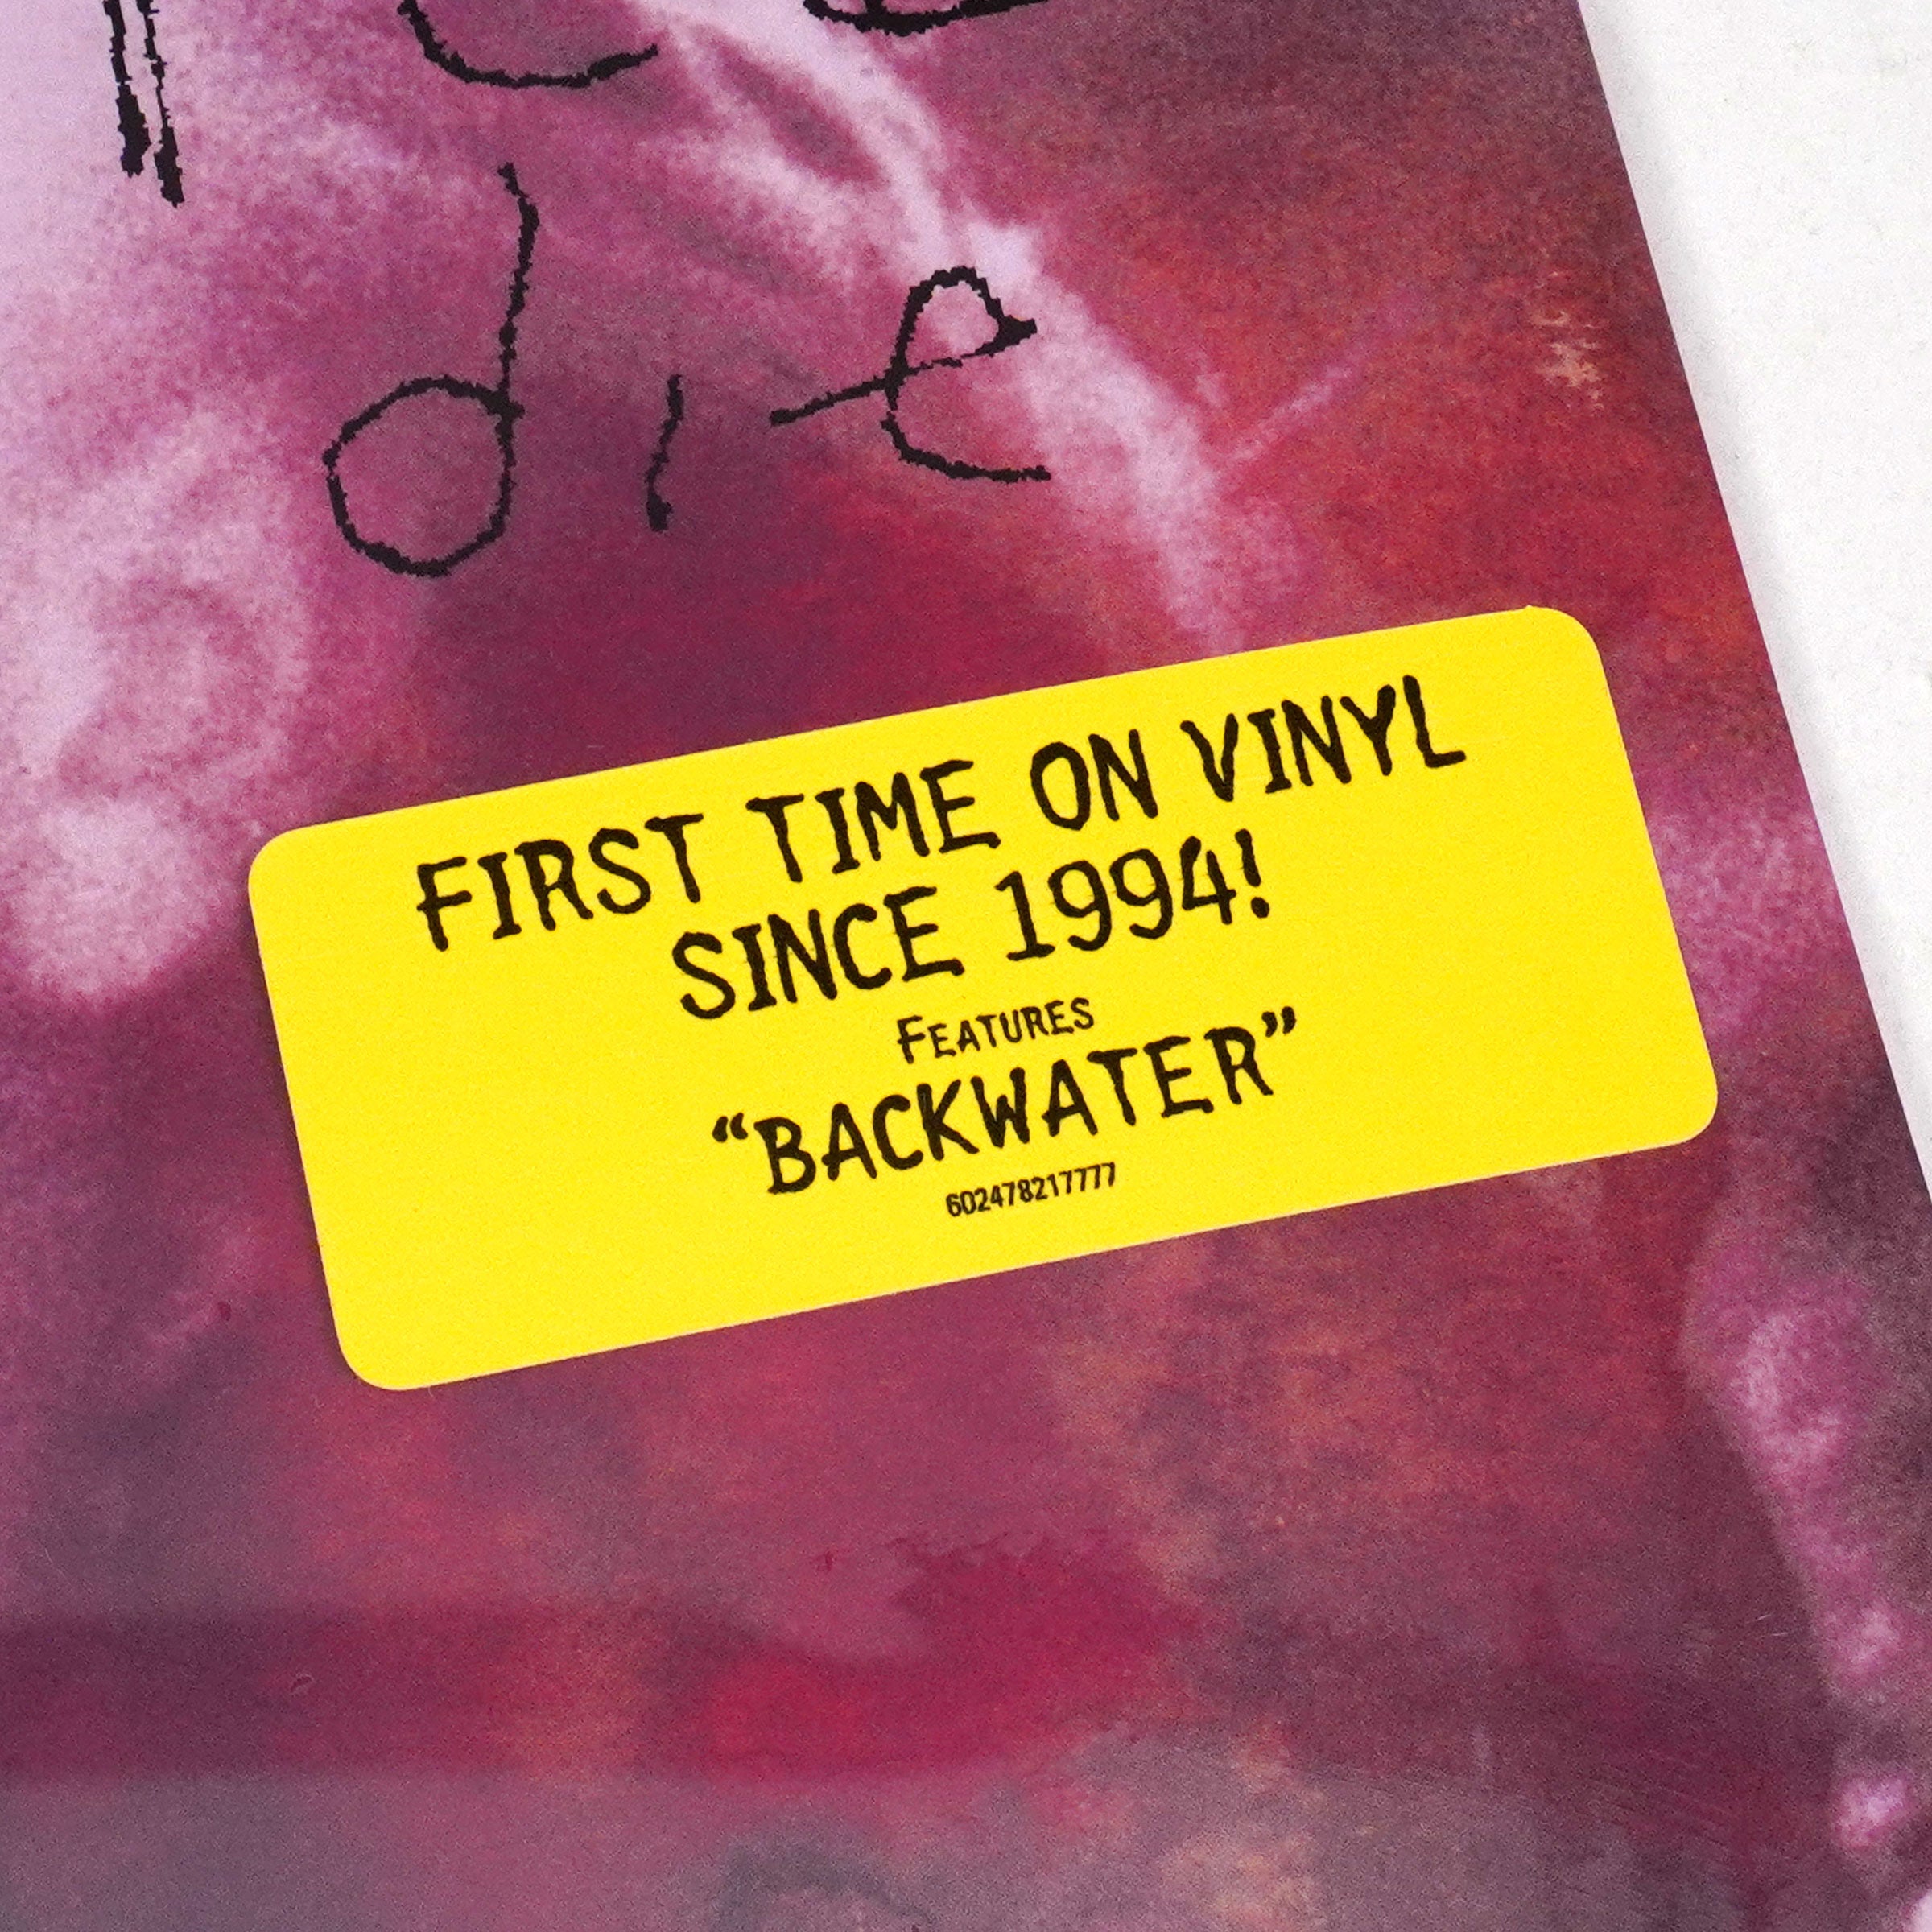 die
FIRST TIME ON VINYL
SINCE 1994!
FEATURES
“BACKWATER”
602478217777